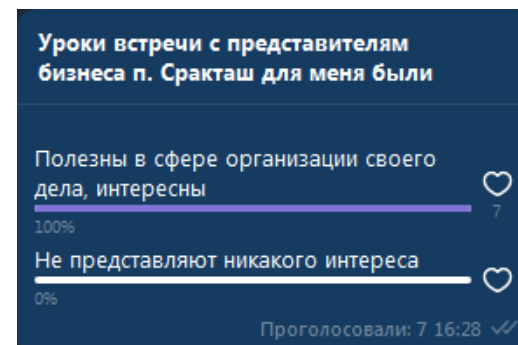 Уроки встречи с представителям
бизнеса п. Сракташ для меня были
Полезны в сфере организации своего
дела, интересны
7
100%
Не представляют никакого интереса
0%
Проголосовали: 7 16:28